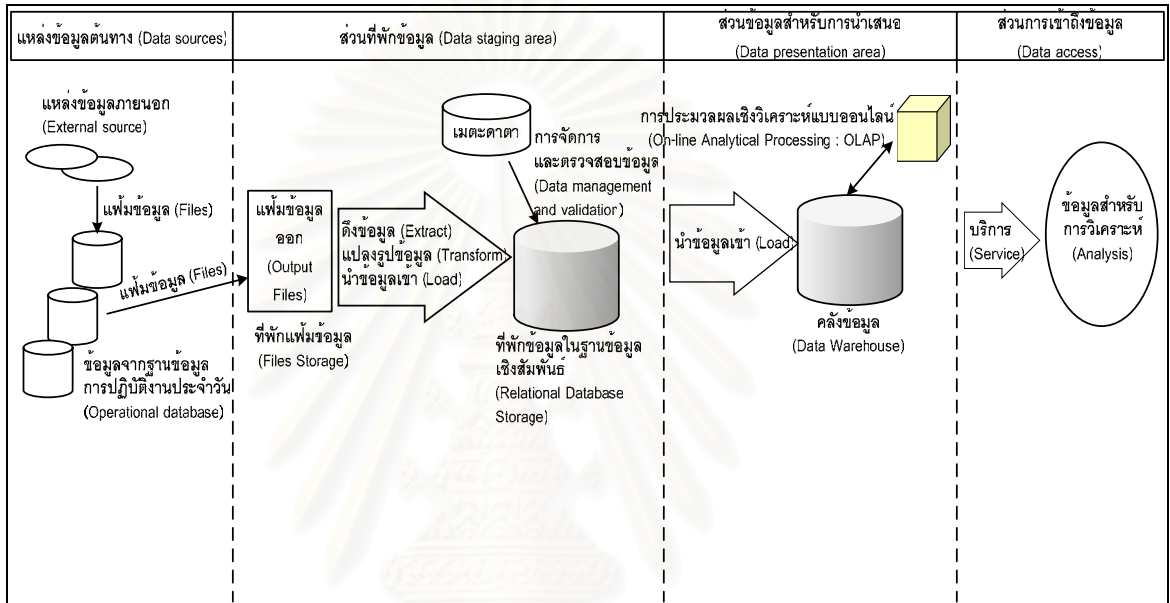 แหล่งข้อมูลต้นทาง (Data sources)
ส่วนที่พักข้อมูล (Data staging area)
ส่วนข้อมูลสำหรับการนำเสนอ
(Data presentation area)
ส่วนการเข้าถึงข้อมูล
(Data access)
แหล่งข้อมูลภายนอก
(External source)
แฟ้มข้อมูล (Files)
แฟ้มข้อมูล (Files)
ข้อมูลจากฐานข้อมูล
การปฏิบัติงานประจำวัน
(Operational database)
แฟ้มข้อมูล
ออก
(Output
Files)
ที่พักแฟ้มข้อมูล
(Files Storage)
ดึงข้อมูล (Extract)
แปลงรูปข้อมูล (Transform)
นำข้อมูลเข้า (Load)
เมตะดาตา
การจัดการ
และตรวจสอบข้อมูล
(Data management
and validation)
ที่พักข้อมูลในฐานข้อมูล
เชิงสัมพันธ์
(Relational Database
Storage)
นำข้อมูลเข้า (Load)
การประมวลผลเชิงวิเคราะห์แบบออนไลน์
(On-line Analytical Processing : OLAP)
คลังข้อมูล
(Data Warehouse)
บริการ
(Service)
ข้อมูลสำหรับ
การวิเคราะห์
(Analysis)